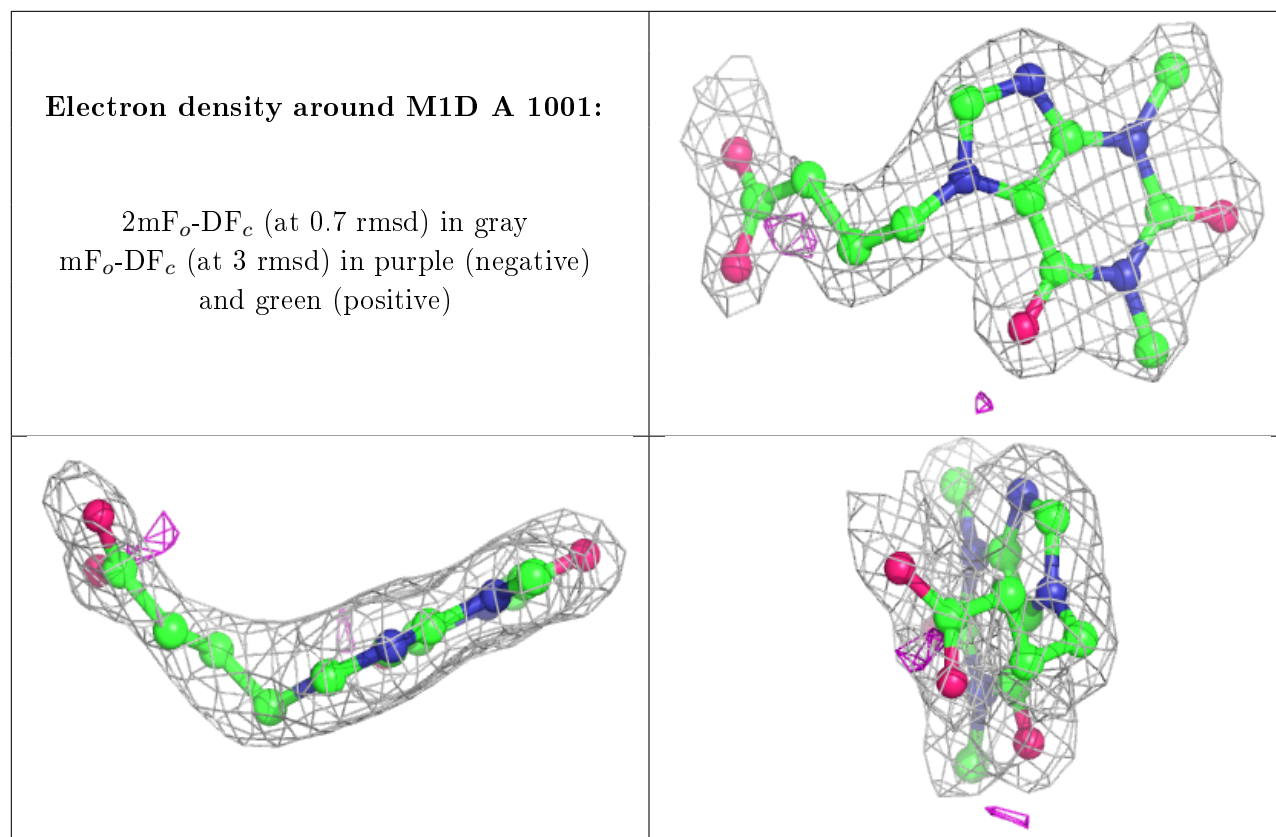 Electron density around M1D A 1001:
2mFo-DFc (at 0.7 rmsd) in gray
mFo-DFc (at 3 rmsd) in purple (negative)
and green (positive)